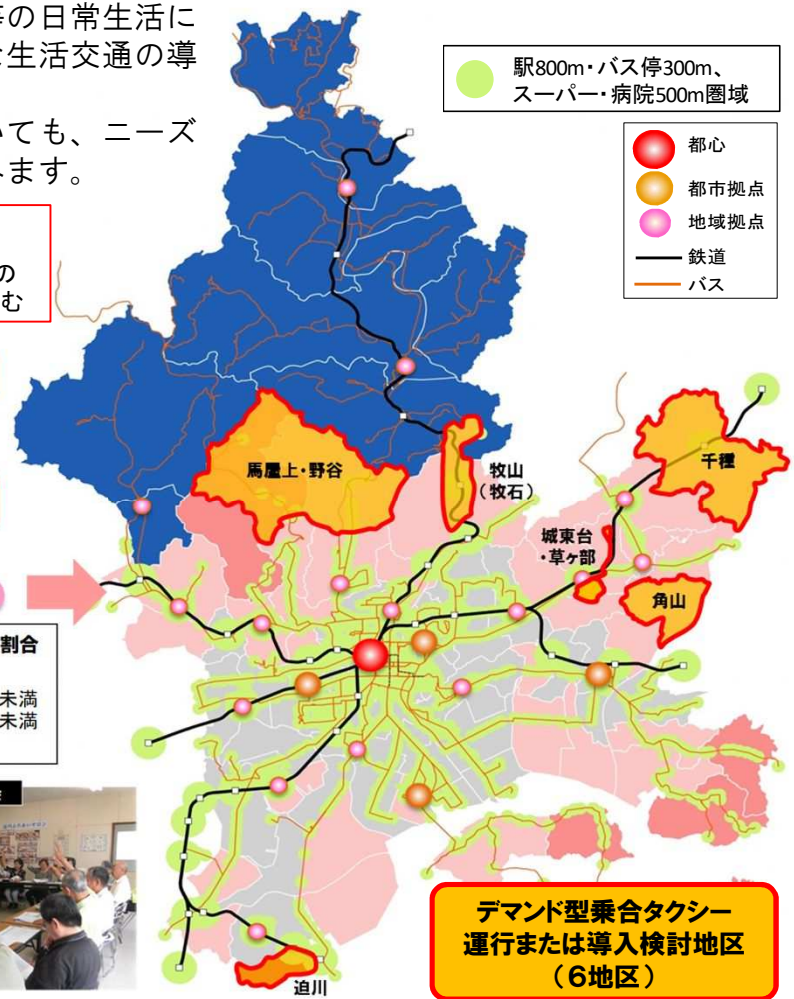 等の日常生活に
な生活交通の導
いても、ニーズ
みます。
の
む
駅800m・バス停300m、
スーパー・病院500m圏域
都心
都市拠点
地域拠点
鉄道
バス
馬屋上・野谷
牧山
（牧石）
千種
城東台
・草ヶ部
角山
割合
未満
未満
迫川
デマンド型乗合タクシー
運行または導入検討地区
（6地区）